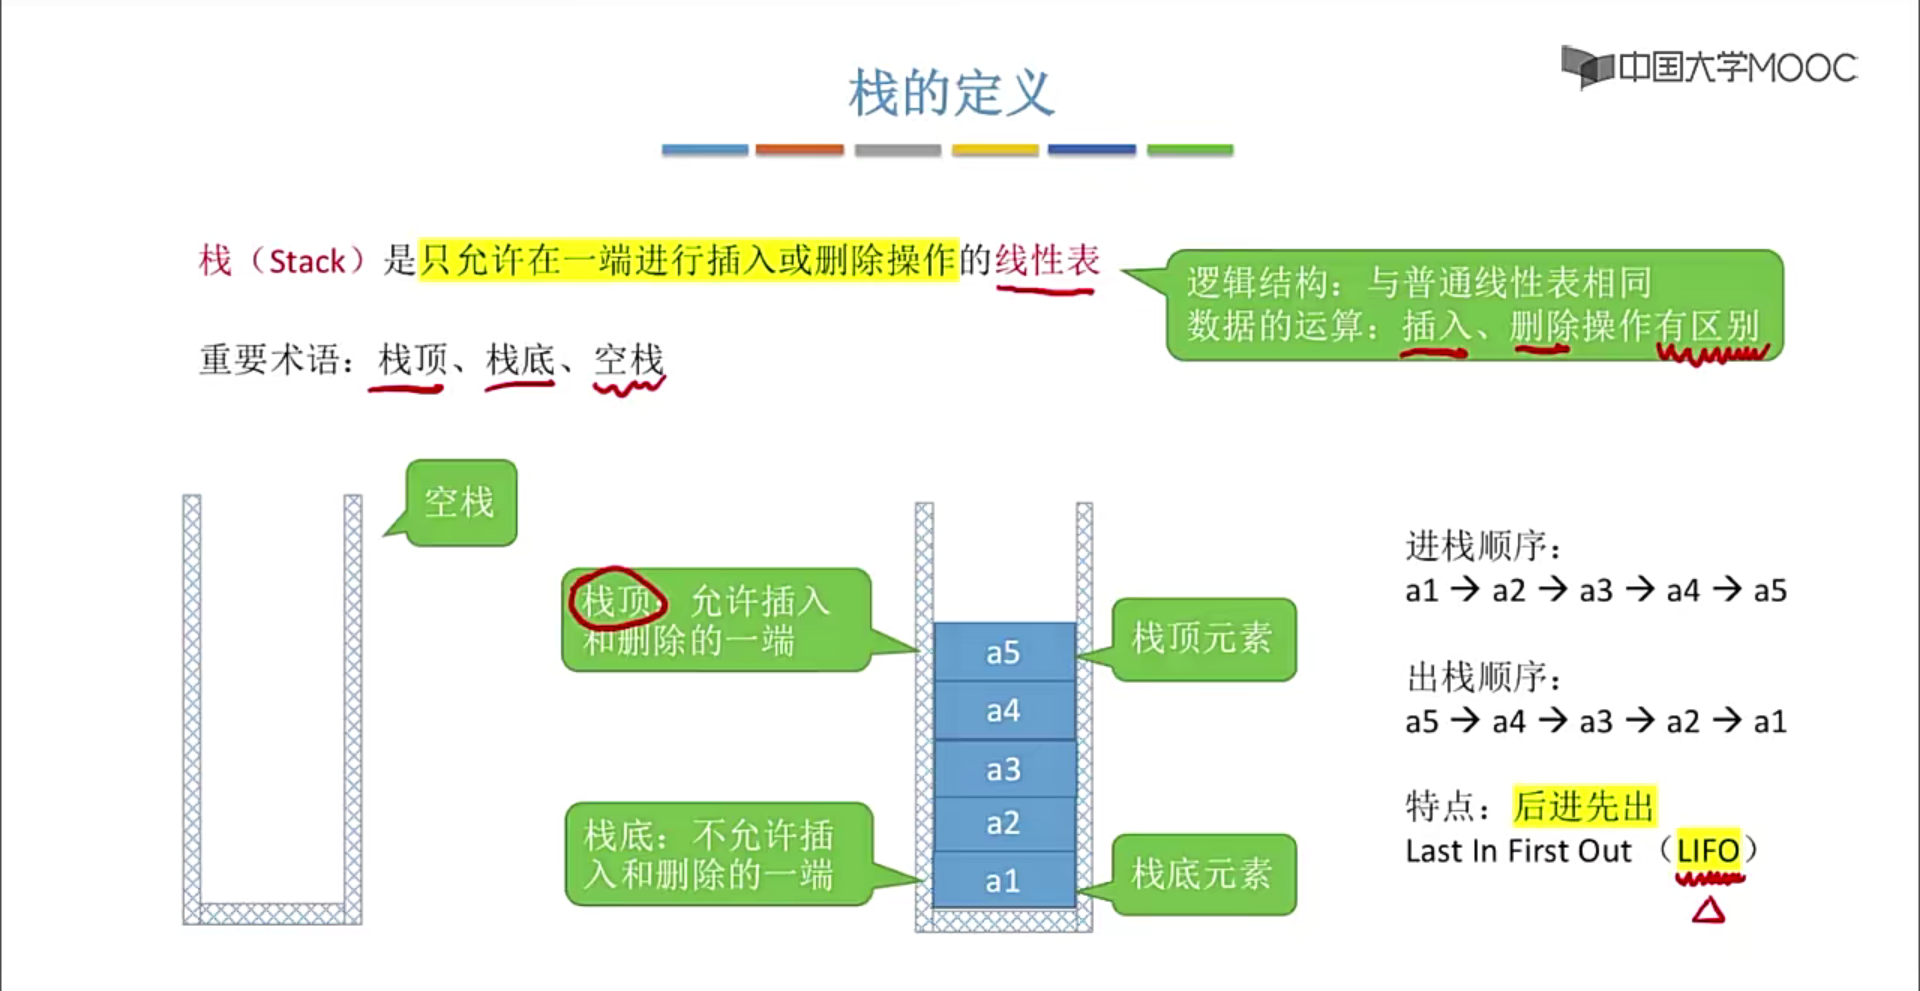 中国大学MOOC
栈的定义
栈（Stack）是只允许在一端进行插入或删除操作的线性表
逻辑结构：与普通线性表相同
数据的运算：插入、删除操作有区别
重要术语：栈顶、栈底、空栈
空栈
栈顶：允许插入
和删除的一端
栈底：不允许插
入和删除的一端
a5
a4
a3
a2
a1
栈顶元素
栈底元素
进栈顺序：
a1 → a2 → a3 → a4 → a5
出栈顺序：
a5 → a4 → a3 → a2 → a1
特点：后进先出
Last In First Out （LIFO）